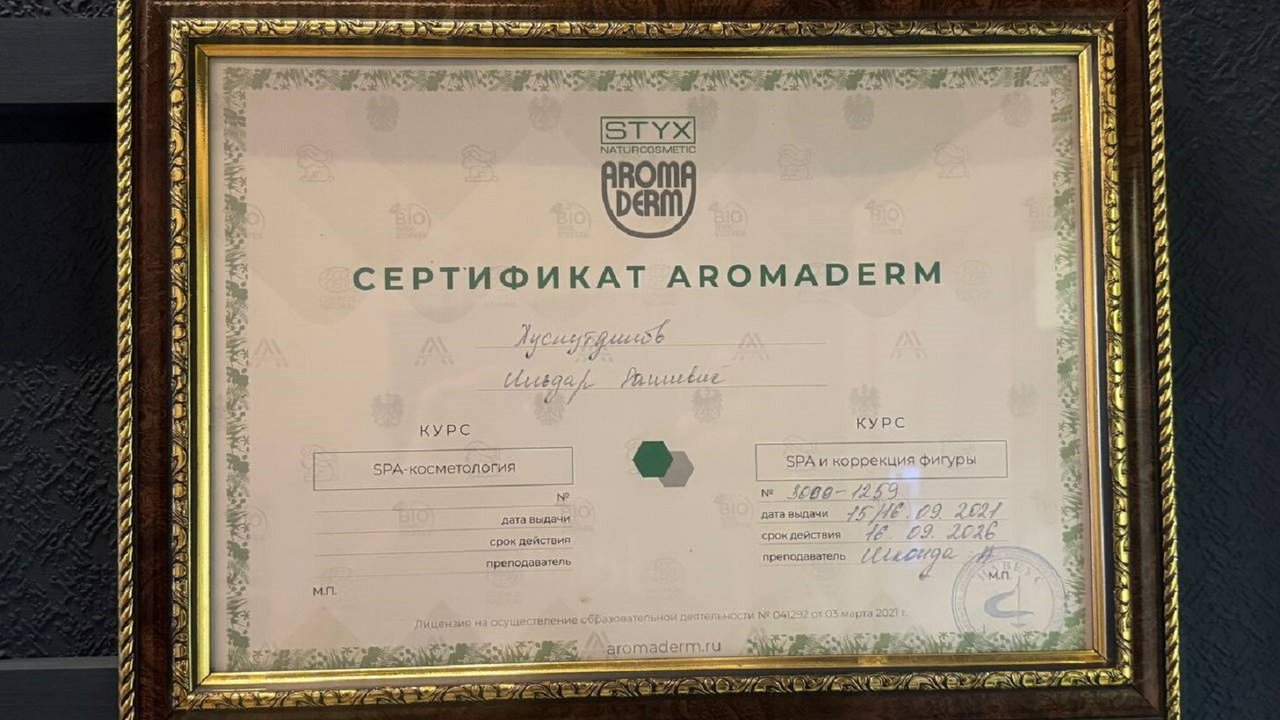 STYX
NATURCOSMETIC
AROMA
DERM
СЕРТИФИКАТ AROMADERM
Хуснутдинов
Ильдар
КУРС
SPA-косметология
№
дата выдачи
срок действия
преподаватель
М.П.
КУРС
SPA и коррекция фигуры
№ 3000-1259
дата выдачи 15/16.09.2021
срок действия 16.09.2026
преподаватель Шконда
М.П.
Лицензия на осуществление образовательной деятельности № 041292 от 03 марта 2021 г.
aromaderm.ru